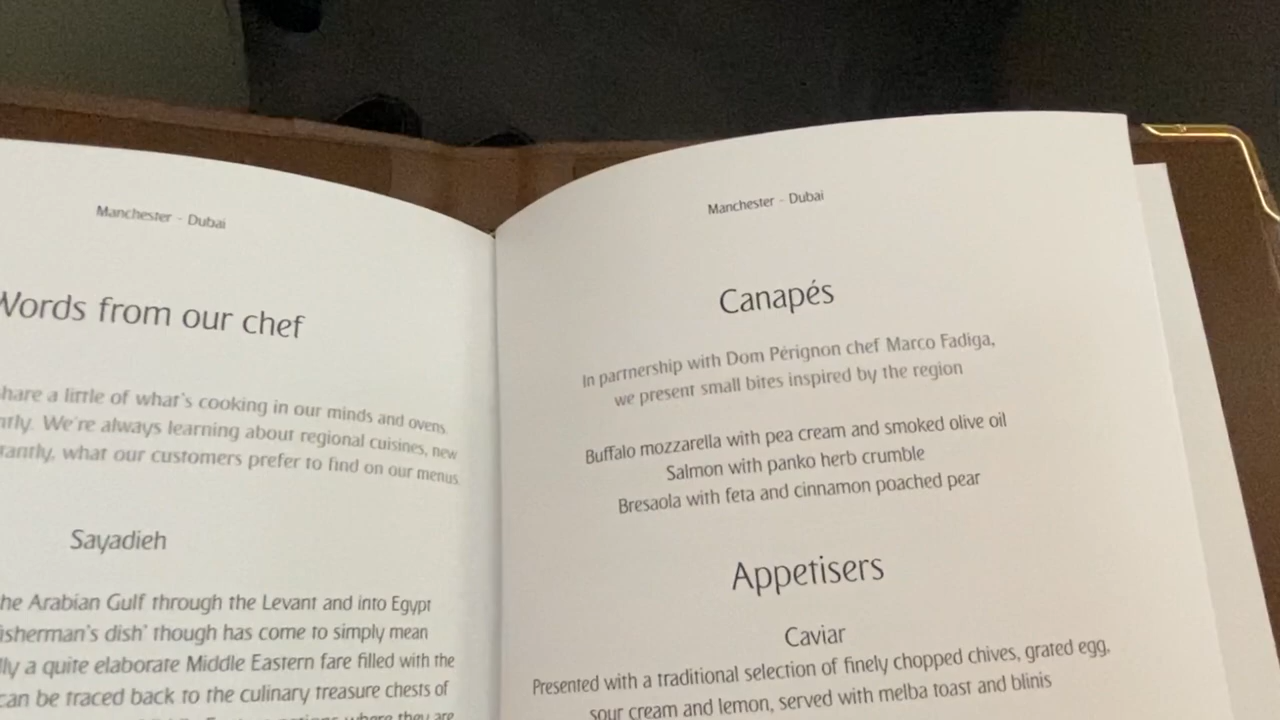 Manchester - Dubai
Words from our chef
share a little of what's cooking in our minds and ovens
We're always learning about regional cuisines, new
what our customers prefer to find on our menus
Sayadieh
the Arabian Gulf through the Levant and into Egypt
fisherman's dish' though has come to simply mean
a quite elaborate Middle Eastern fare filled with the
can be traced back to the culinary treasure chests of
where they are
Manchester - Dubai
Canapés
In partnership with Dom Pérignon chef Marco Fadiga,
we present small bites inspired by the region
Buffalo mozzarella with pea cream and smoked olive oil
Salmon with panko herb crumble
Bresaola with feta and cinnamon poached pear
Appetisers
Caviar
Presented with a traditional selection of finely chopped chives, grated egg,
sour cream and lemon, served with melba toast and blinis